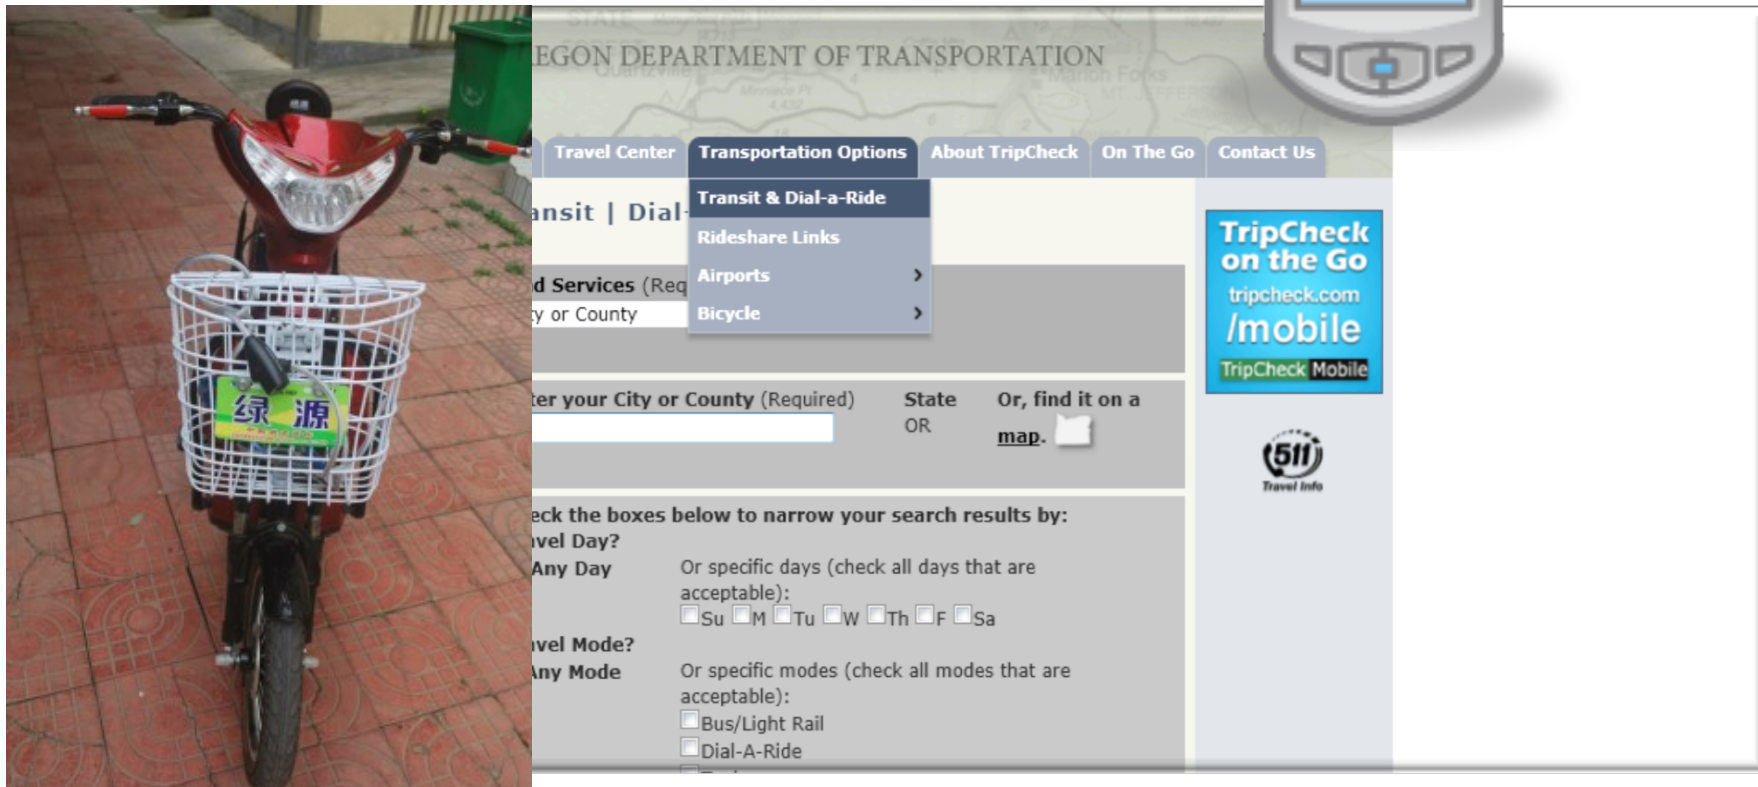 绿 源
EGON DEPARTMENT OF TRANSPORTATION
Travel Center
Transportation Options
About TripCheck
On The Go
Contact Us
Transit & Dial-a-Ride
Rideshare Links
Airports
Bicycle
ansit | Dial-
d Services (Req
ty or County
ter your City or County (Required)
State
OR
Or, find it on a
map.
eck the boxes below to narrow your search results by:
avel Day?
Any Day
Or specific days (check all days that are
acceptable):
Su M Tu W Th F Sa
avel Mode?
Any Mode
Or specific modes (check all modes that are
acceptable):
Bus/Light Rail
Dial-A-Ride
TripCheck
on the Go
tripcheck.com
/mobile
TripCheck Mobile
511
Travel Info